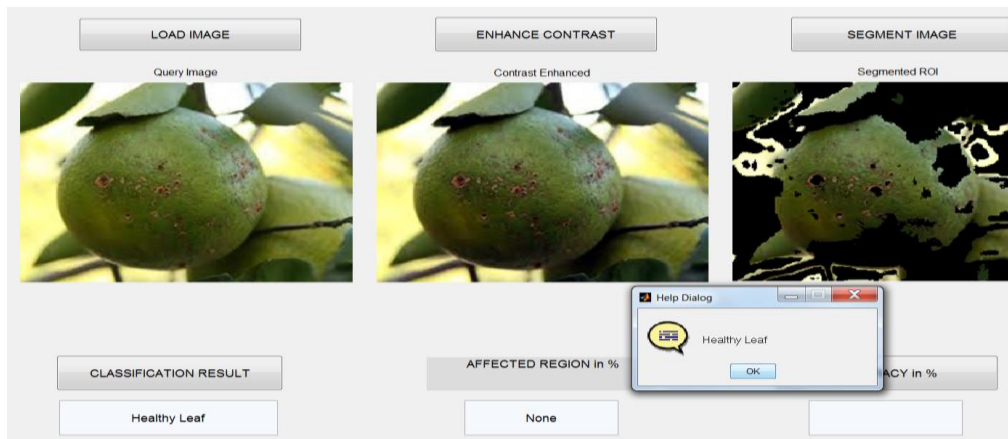 LOAD IMAGE
ENHANCE CONTRAST
SEGMENT IMAGE
Query Image
Contrast Enhanced
Segmented ROI
Help Dialog
Healthy Leaf
OK
CLASSIFICATION RESULT
AFFECTED REGION in %
ACY in %
Healthy Leaf
None